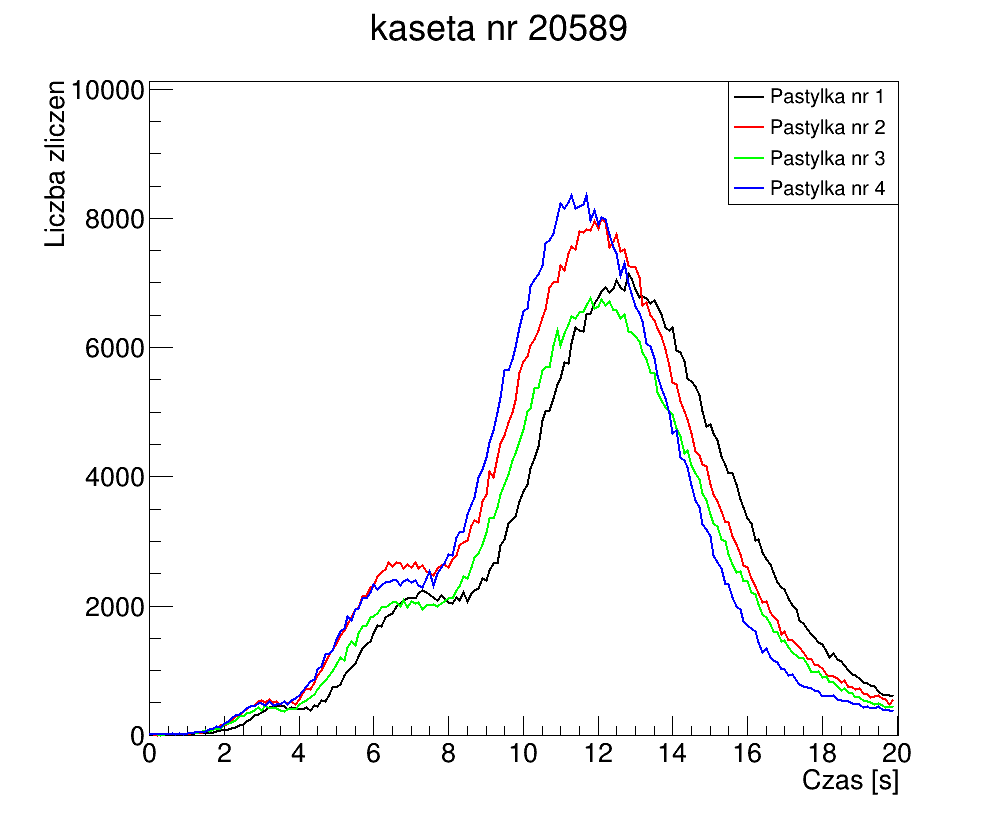 kaseta nr 20589
Liczba zliczen
10000
8000
6000
4000
2000
0
Pastylka nr 1
Pastylka nr 2
Pastylka nr 3
Pastylka nr 4
0 2 4 6 8 10 12 14 16 18 20
Czas [s]